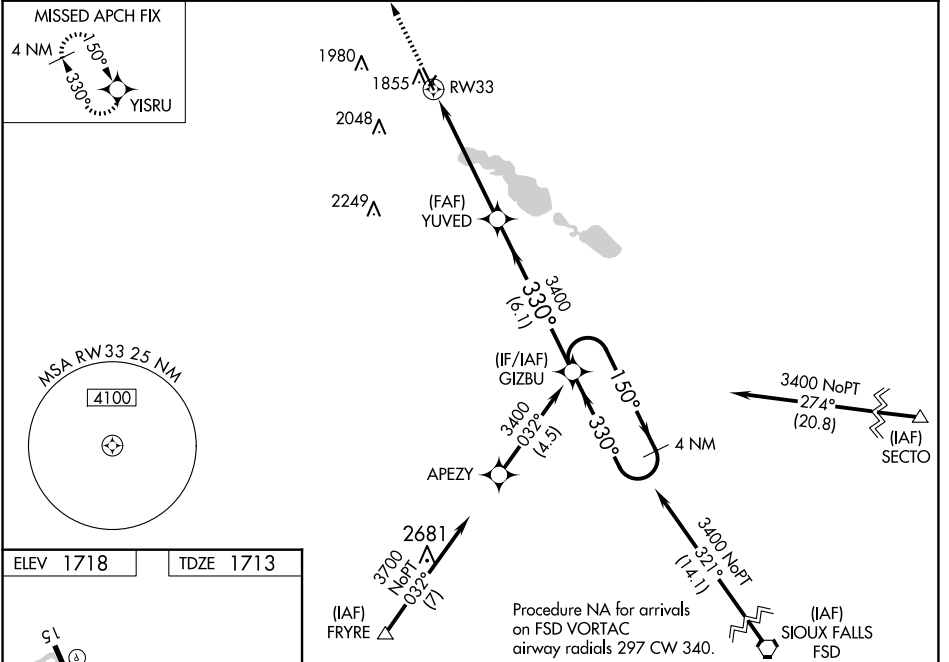 MISSED APCH FIX
4 NM
150°
330°
YISRU
1980
1855
RW33
2048
2249
(FAF)
YUVED
3400
330°
(6.1)
MSA RW33 25 NM
4100
(IF/IAF)
GIZBU
150°
330°
4 NM
3400 NoPT
274°
(20.8)
(IAF)
SECTO
3400
032°
(4.5)
APEZY
2681
3700
NoPT
032°
(7)
(IAF)
FRYRE
3400 NoPT
321°
(14.1)
(IAF)
SIOUX FALLS
FSD
Procedure NA for arrivals
on FSD VORTAC
airway radials 297 CW 340.
ELEV 1718
TDZE 1713
15
P